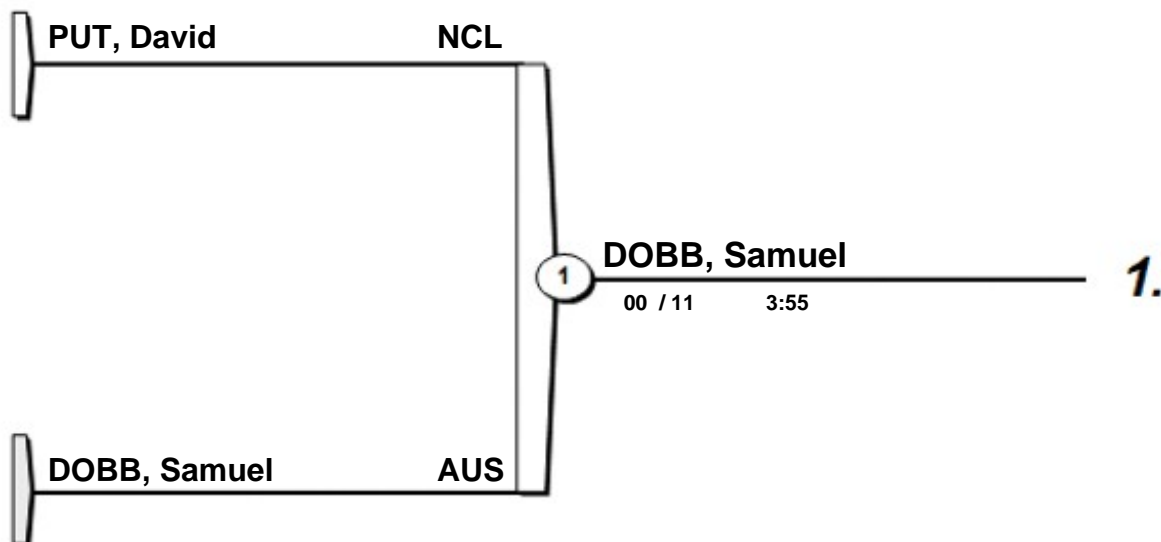 PUT, David NCL
DOBB, Samuel
1
1.
00 / 11 3:55
DOBB, Samuel AUS